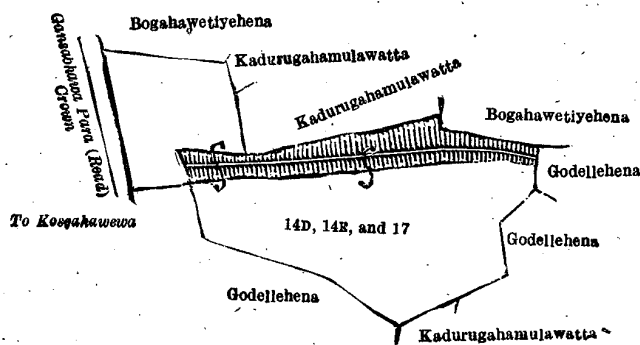 Bogahawetiyehena
Kadurugahamulawatta
Kadurugahamulawatta
Bogahawetiyehena
Gansabhawa Para (Road)
Crown
Godellehena
To Kosgahawewa
14D, 14E, and 17
Godellehena
Godellehena
Kadurugahamulawatta